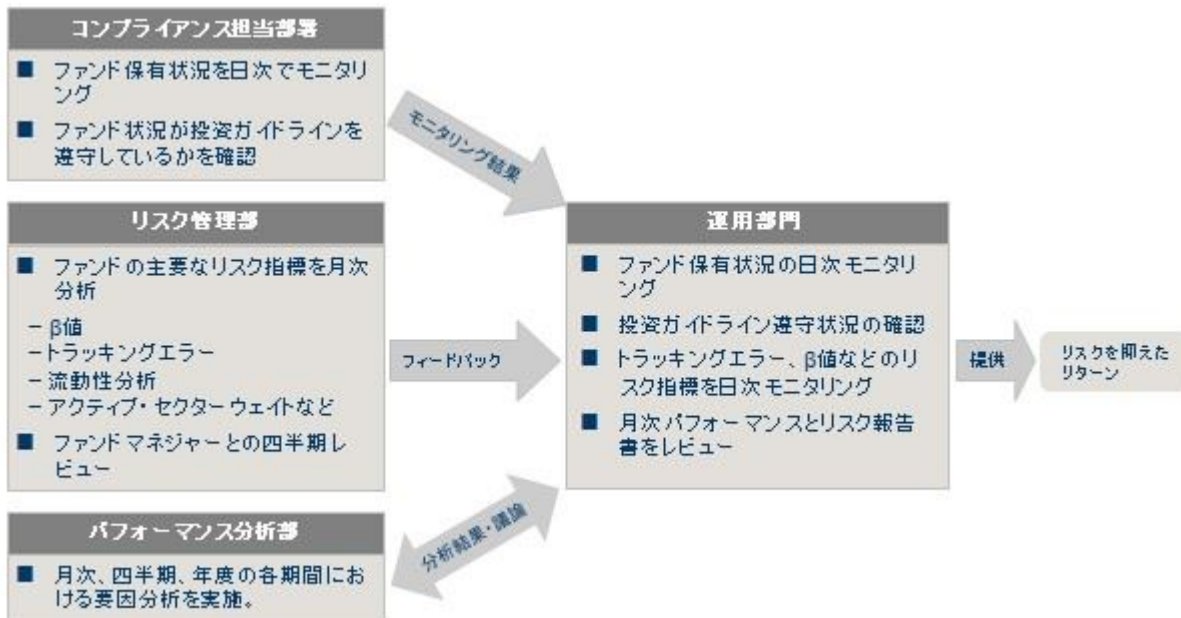 コンプライアンス担当部署
■ ファンド保有状況を日次でモニタリ
ング
■ ファンド状況が投資ガイドラインを
遵守しているかを確認
モニタリング結果
リスク管理部
■ ファンドの主要なリスク指標を月次
分析
－β値
－トラッキングエラー
－流動性分析
－アクティブ・セクターウェイトなど
■ ファンドマネジャーとの四半期レ
ビュー
フィードバック
パフォーマンス分析部
■ 月次、四半期、年度の各期間にお
ける要因分析を実施。
分析結果・議論
運用部門
■ ファンド保有状況の日次モニタリ
ング
■ 投資ガイドライン遵守状況の確認
■ トラッキングエラー、β値などのリ
スク指標を日次モニタリング
■ 月次パフォーマンスとリスク報告
書をレビュー
提供
リスクを抑えた
リターン